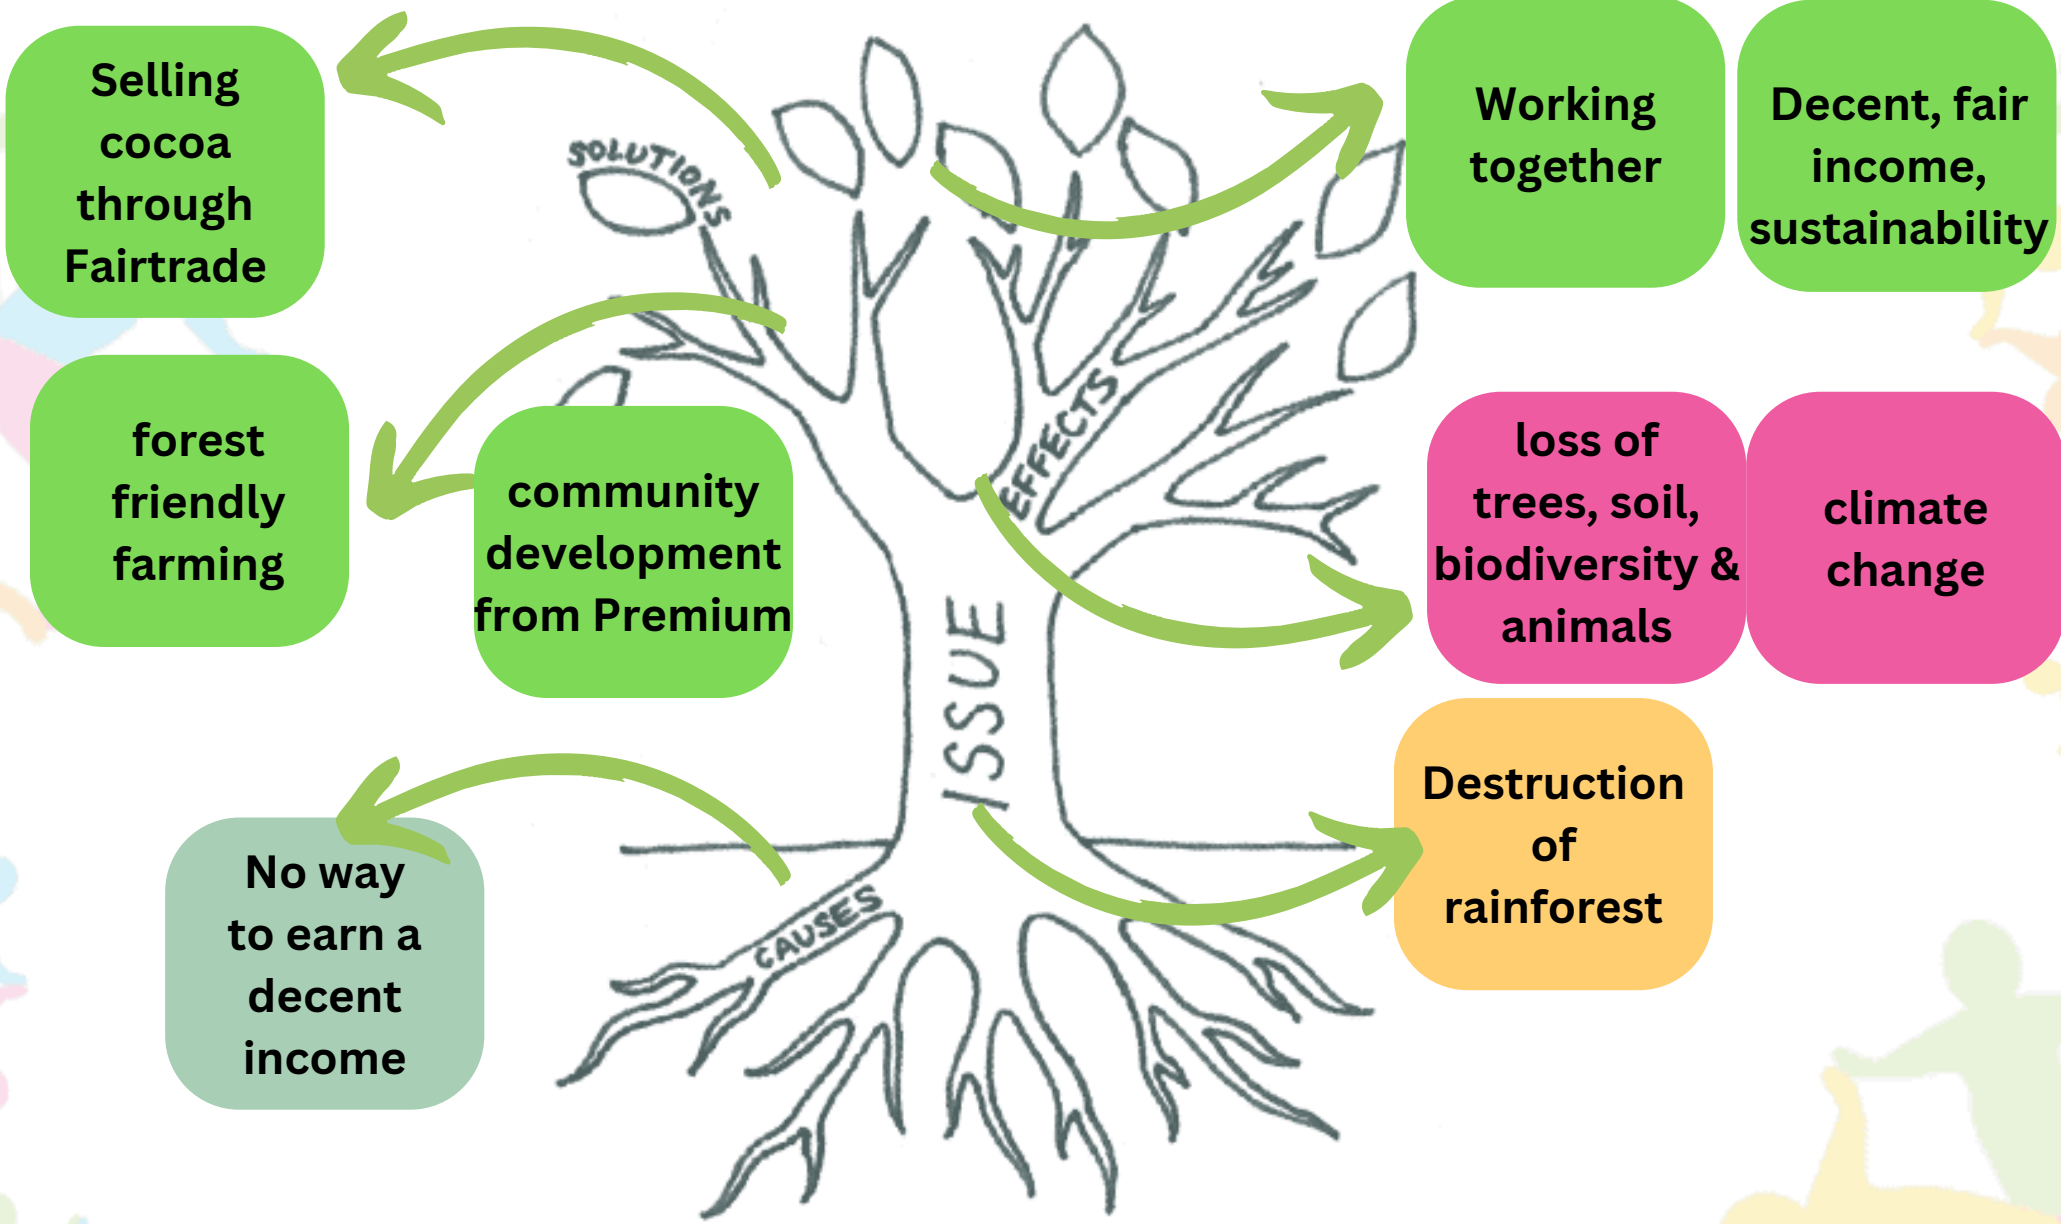 Selling
cocoa
through
Fairtrade
SOLUTIONS
Working
together
Decent, fair
income,
sustainability
forest
friendly
farming
community
development
from Premium
EFFECTS
loss of
trees, soil,
biodiversity &
animals
climate
change
ISSUE
Destruction
of
rainforest
No way
to earn a
decent
income
CAUSES